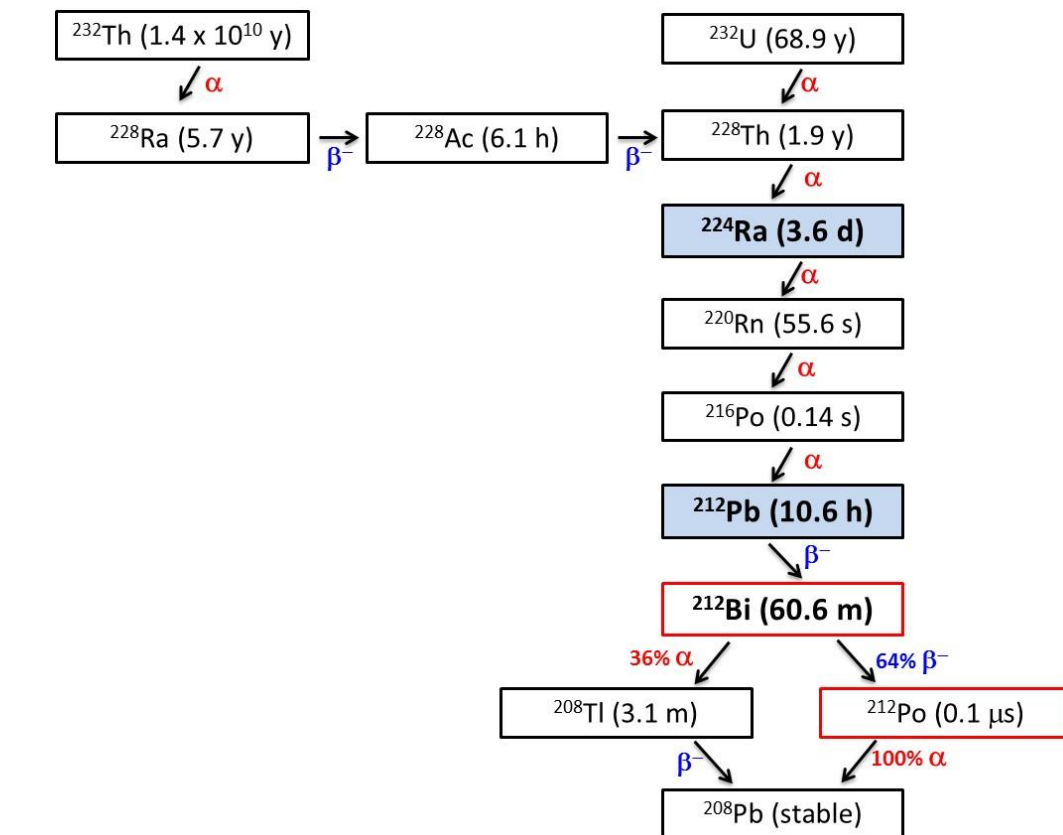 ²³²Th (1.4 x 10¹⁰ y)
²³²U (68.9 y)
α
α
²²⁸Ra (5.7 y)
β⁻
²²⁸Ac (6.1 h)
β⁻
²²⁸Th (1.9 y)
α
²²⁴Ra (3.6 d)
α
²²⁰Rn (55.6 s)
α
²¹⁶Po (0.14 s)
α
²¹²Pb (10.6 h)
β⁻
²¹²Bi (60.6 m)
36% α
64% β⁻
²⁰⁸Tl (3.1 m)
²¹²Po (0.1 µs)
β⁻
100% α
²⁰⁸Pb (stable)